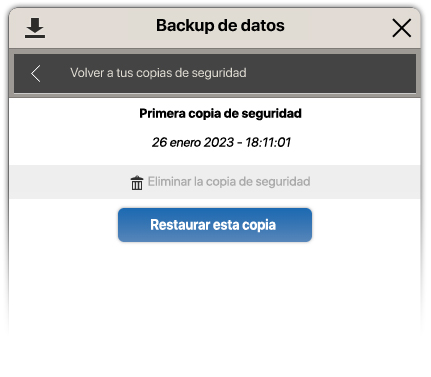 Backup de datos
Volver a tus copias de seguridad
Primera copia de seguridad
26 enero 2023 - 18:11:01
Eliminar la copia de seguridad
Restaurar esta copia